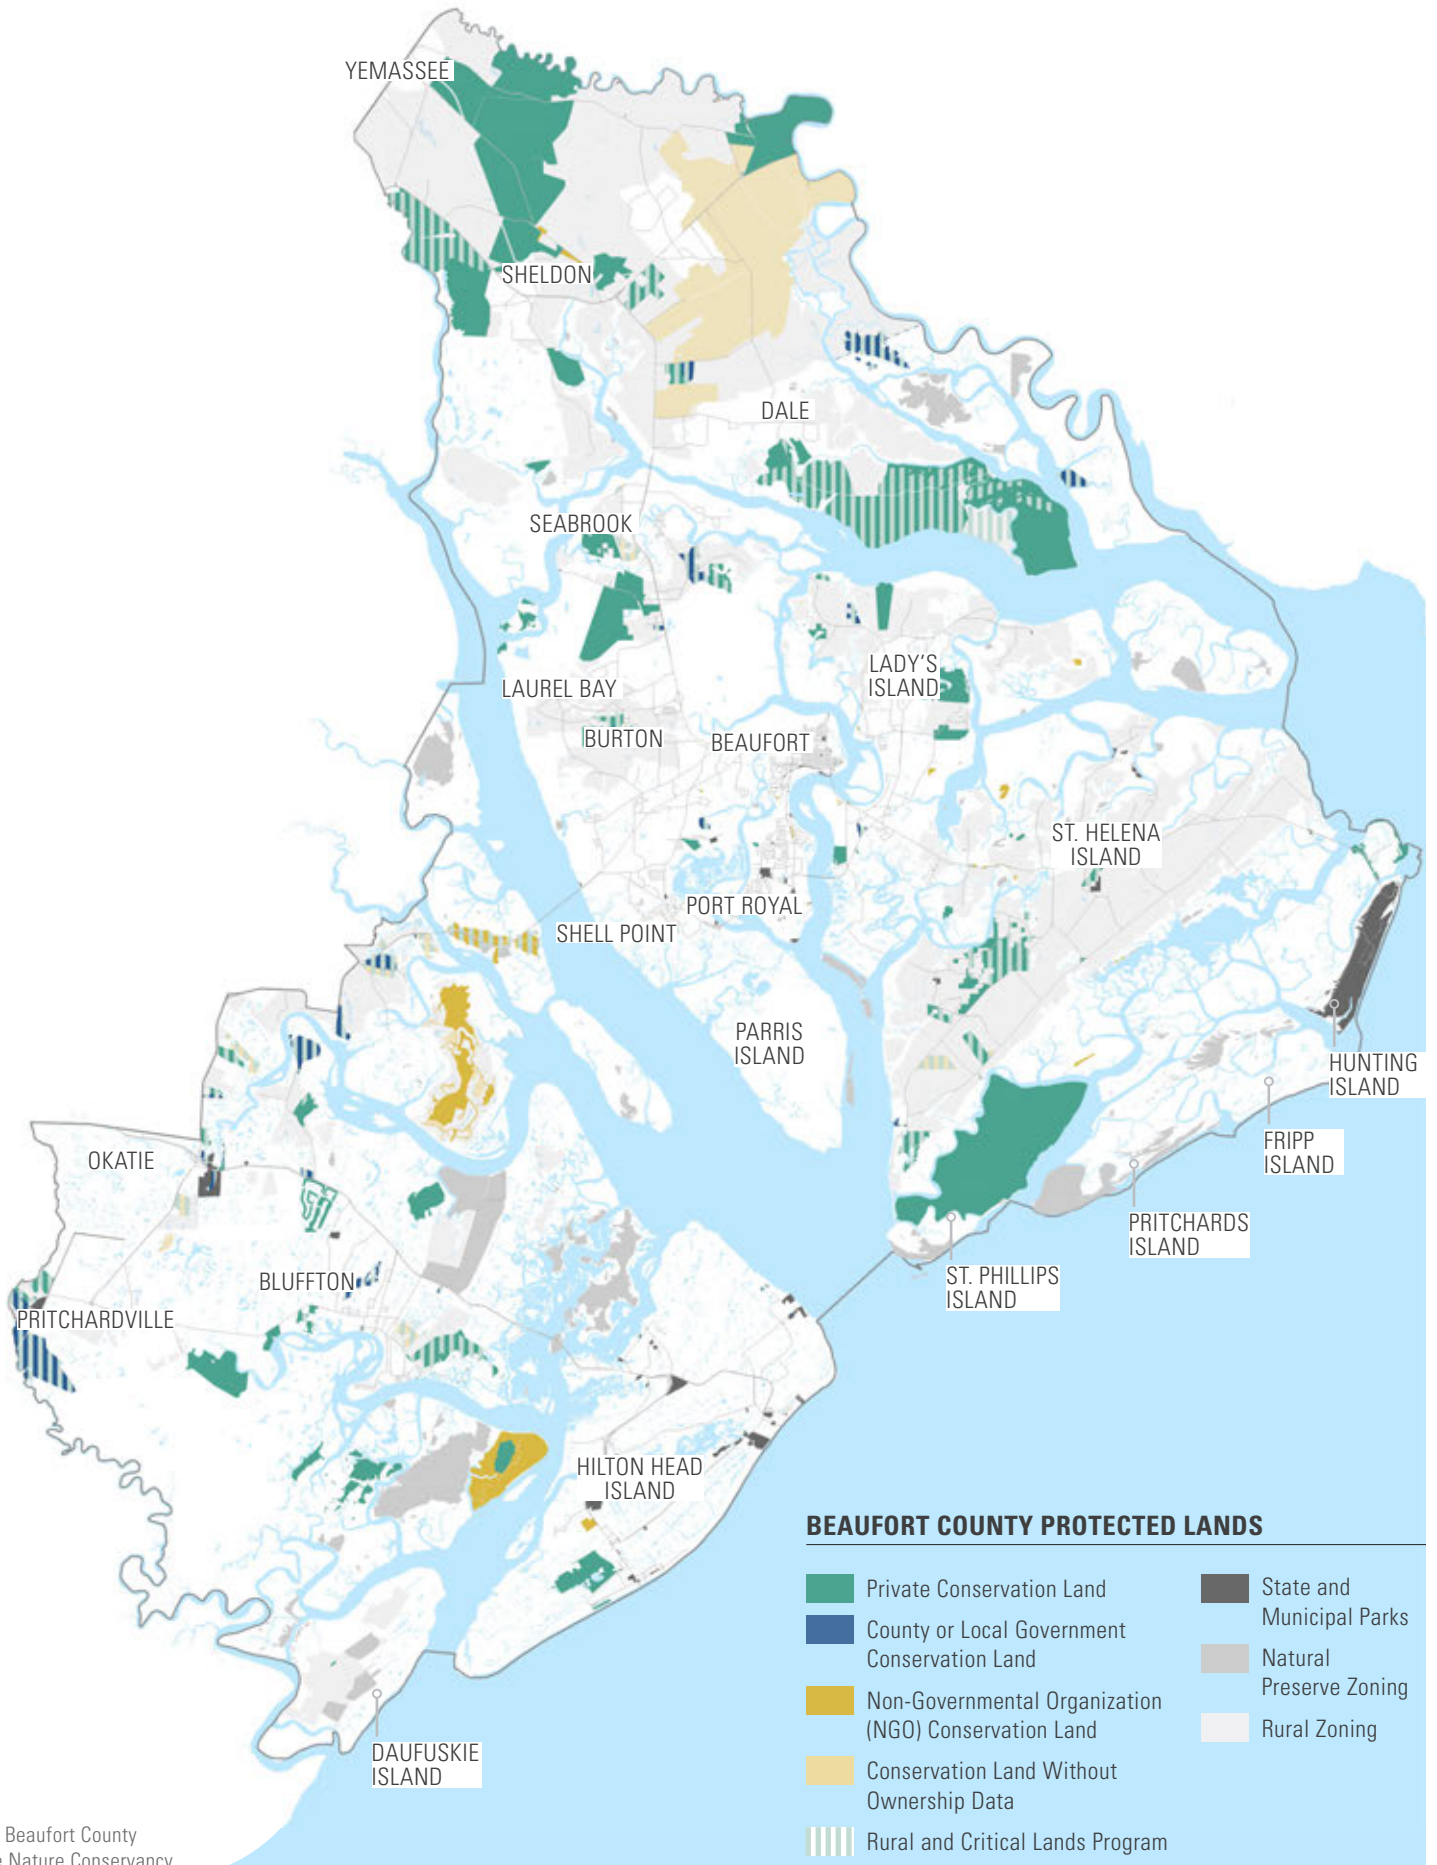 YEMASSEE
SHELDON
DALE
SEABROOK
LADY'S
ISLAND
LAUREL BAY
BURTON
BEAUFORT
ST. HELENA
ISLAND
PORT ROYAL
SHELL POINT
PARRIS
ISLAND
HUNTING
ISLAND
FRIPP
ISLAND
OKATIE
PRITCHARDS
ISLAND
ST. PHILLIPS
ISLAND
BLUFFTON
PRITCHARDVILLE
HILTON HEAD
ISLAND
DAUFUSKIE
ISLAND
BEAUFORT COUNTY PROTECTED LANDS
Private Conservation Land
County or Local Government
Conservation Land
Non-Governmental Organization
(NGO) Conservation Land
Conservation Land Without
Ownership Data
Rural and Critical Lands Program
State and
Municipal Parks
Natural
Preserve Zoning
Rural Zoning
Beaufort County
Nature Conservancy